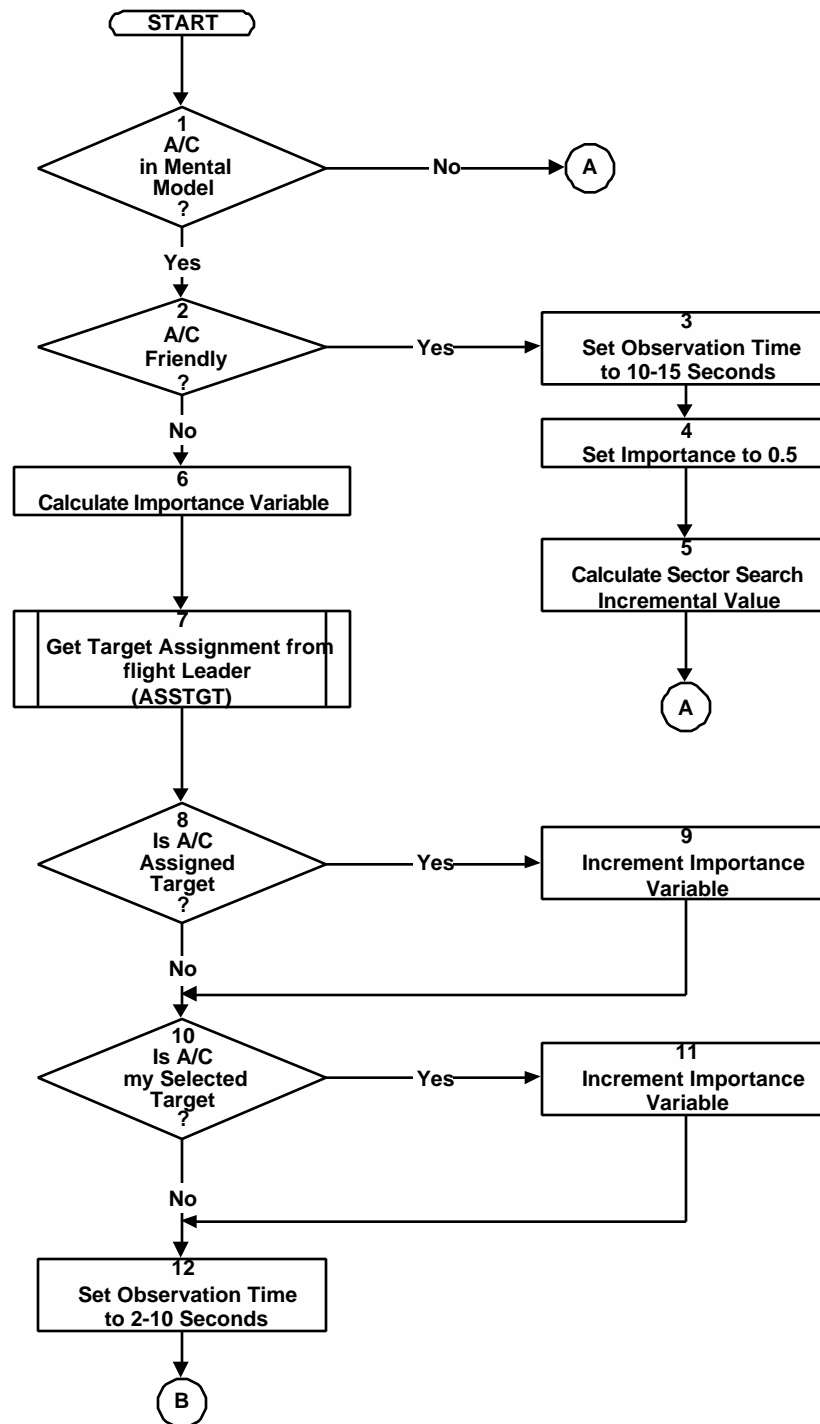 START
1
A/C
in Mental
Model
?
No
A
Yes
2
A/C
Friendly
?
Yes
3
Set Observation Time
to 10-15 Seconds
No
4
Set Importance to 0.5
6
Calculate Importance Variable
5
Calculate Sector Search
Incremental Value
7
Get Target Assignment from
flight Leader
(ASSTGT)
A
8
Is A/C
Assigned
Target
?
Yes
9
Increment Importance
Variable
No
10
Is A/C
my Selected
Target
?
Yes
11
Increment Importance
Variable
No
12
Set Observation Time
to 2-10 Seconds
B